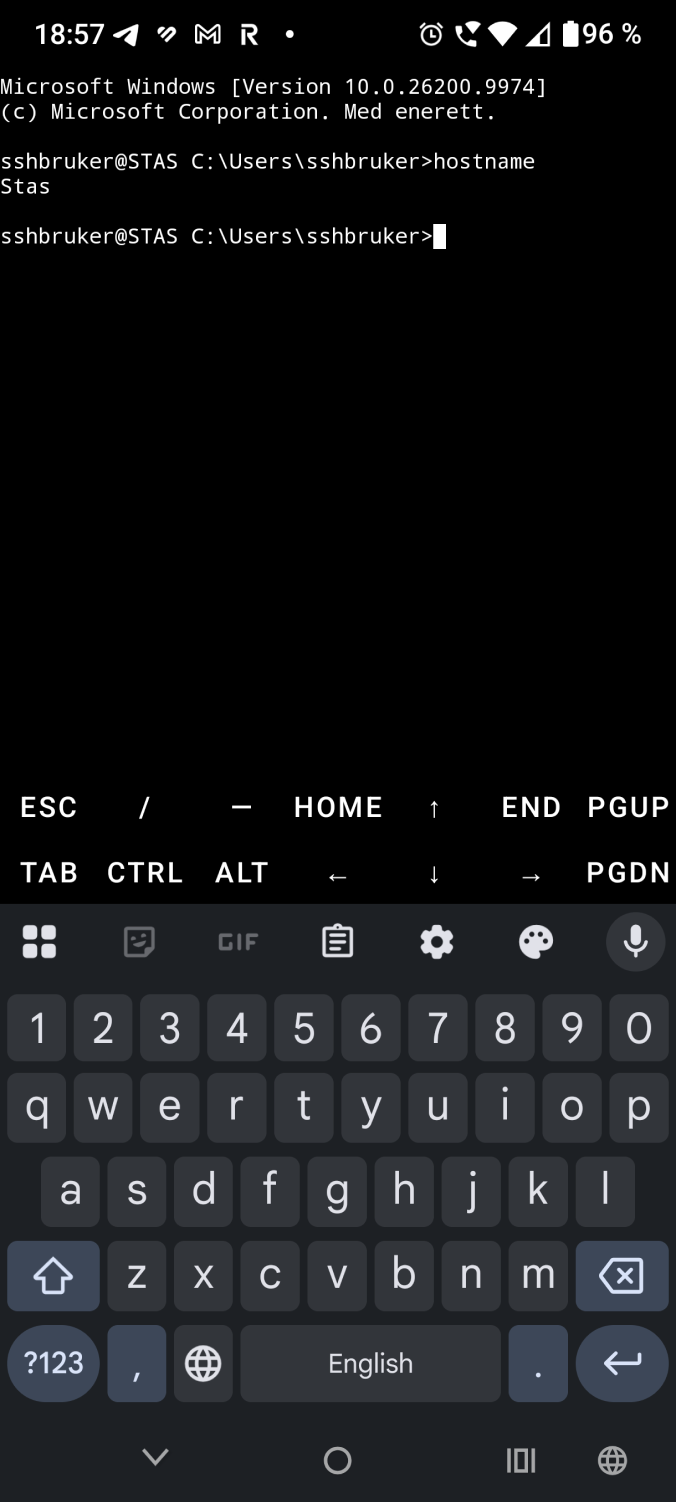 18:57 96 %
Microsoft Windows [Version 10.0.26200.9974]
(c) Microsoft Corporation. Med enerett.
sshbruker@STAS C:\Users\sshbruker>hostname
Stas
sshbruker@STAS C:\Users\sshbruker>
ESC / — HOME ↑ END PGUP
TAB CTRL ALT ← ↓ → PGDN
GIF
1 2 3 4 5 6 7 8 9 0
q w e r t y u i o p
a s d f g h j k l
z x c v b n m
?123 , English .